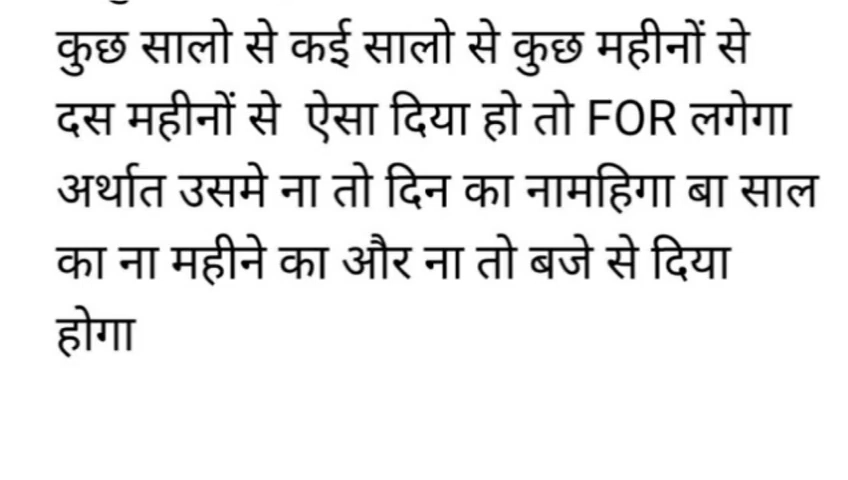 कुछ सालो से कई सालो से कुछ महीनों से
दस महीनों से ऐसा दिया हो तो FOR लगेगा
अर्थात उसमे ना तो दिन का नामहिगा बा साल
का ना महीने का और ना तो बजे से दिया
होगा